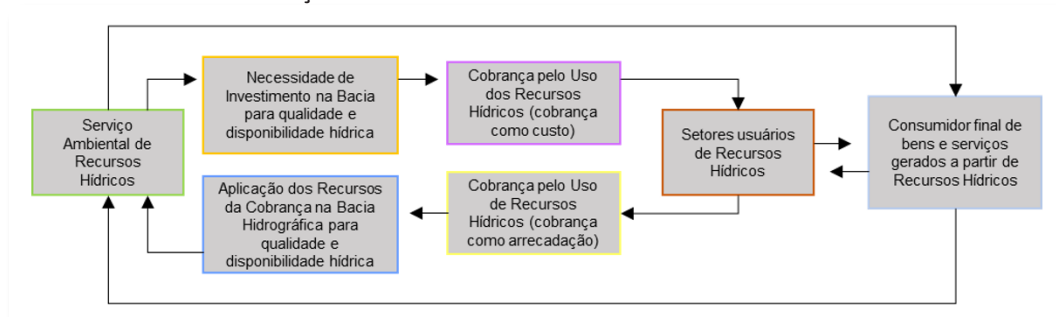 Serviço
Ambiental de
Recursos
Hídricos
Necessidade de
Investimento na Bacia
para qualidade e
disponibilidade hídrica
Cobrança pelo Uso
dos Recursos
Hídricos (cobrança
como custo)
Setores usuários
de Recursos
Hídricos
Consumidor final de
bens e serviços
gerados a partir de
Recursos Hídricos
Aplicação dos Recursos
da Cobrança na Bacia
Hidrográfica para
qualidade e
disponibilidade hídrica
Cobrança pelo Uso
de Recursos
Hídricos (cobrança
como arrecadação)